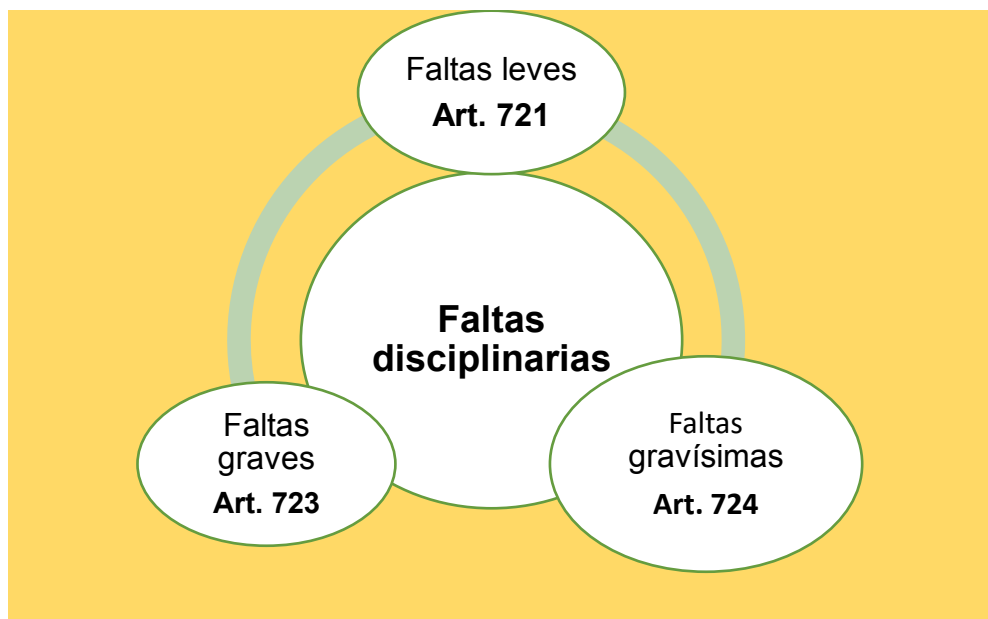 Faltas leves
Art. 721
Faltas
disciplinarias
Faltas
graves
Art. 723
Faltas
gravísimas
Art. 724